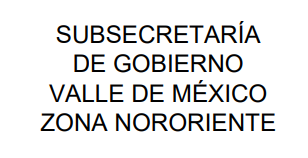 SUBSECRETARÍA
DE GOBIERNO
VALLE DE MÉXICO
ZONA NORORIENTE